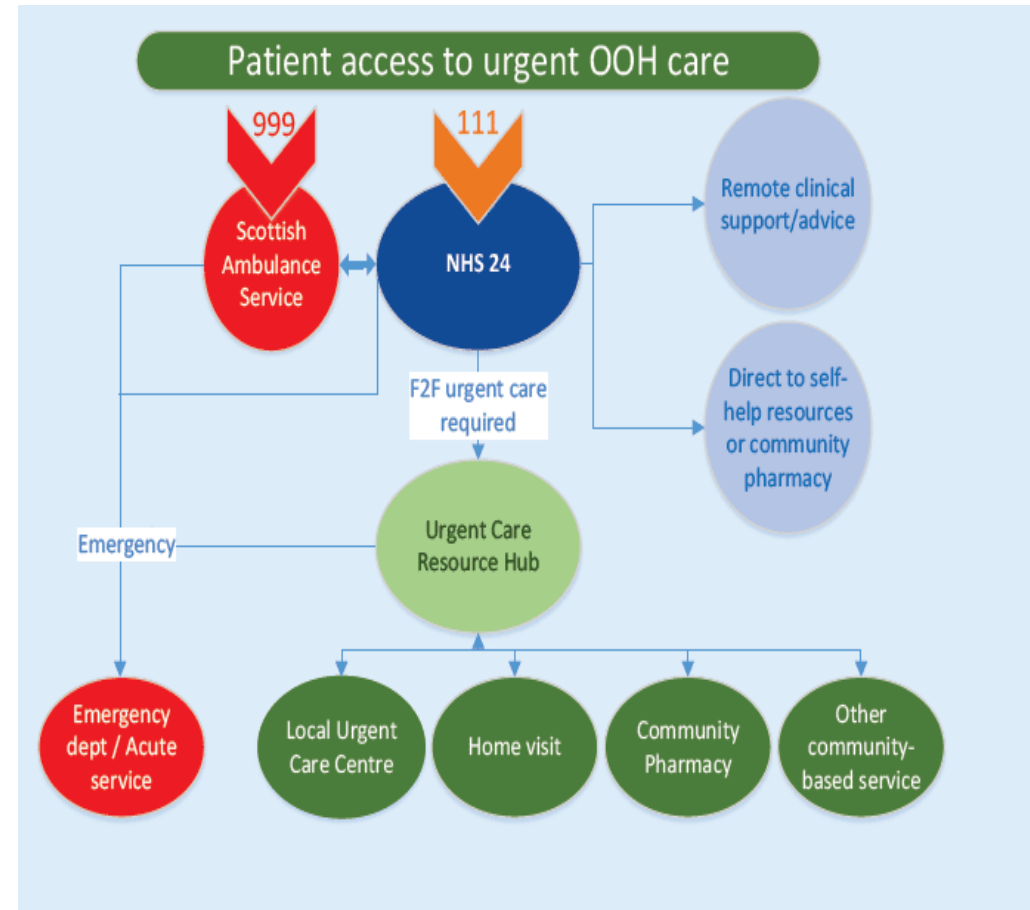 Patient access to urgent OOH care
999
111
Scottish
Ambulance
Service
NHS 24
Remote clinical
support/advice
Direct to self-
help resources
or community
pharmacy
F2F urgent care
required
Urgent Care
Resource Hub
Emergency
Emergency
dept / Acute
service
Local Urgent
Care Centre
Home visit
Community
Pharmacy
Other
community-
based service